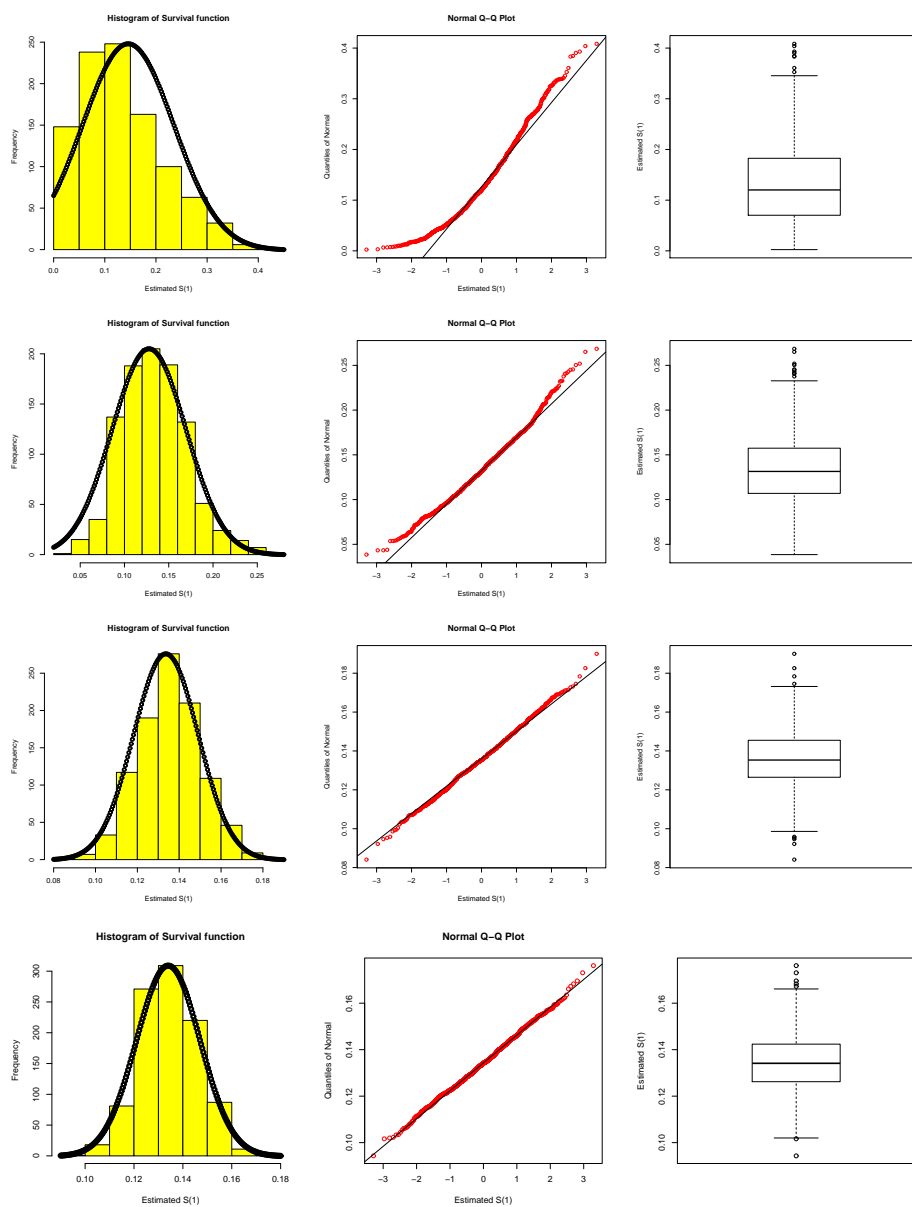 Histogram of Survival function
Normal Q−Q Plot
Frequency
0 50 100 150 200 250
0.0 0.1 0.2 0.3 0.4
Estimated S(1)
Quantiles of Normal
0.0 0.1 0.2 0.3 0.4
−3 −2 −1 0 1 2 3
Estimated S(1)
Estimated S(1)
0.0 0.1 0.2 0.3 0.4
Histogram of Survival function
Normal Q−Q Plot
Frequency
0 50 100 150 200
0.05 0.10 0.15 0.20 0.25
Estimated S(1)
Quantiles of Normal
0.05 0.10 0.15 0.20 0.25
−3 −2 −1 0 1 2 3
Estimated S(1)
Estimated S(1)
0.05 0.10 0.15 0.20 0.25
Histogram of Survival function
Normal Q−Q Plot
Frequency
0 50 100 150 200 250
0.08 0.10 0.12 0.14 0.16 0.18
Estimated S(1)
Quantiles of Normal
0.08 0.10 0.12 0.14 0.16 0.18
−3 −2 −1 0 1 2 3
Estimated S(1)
Estimated S(1)
0.08 0.10 0.12 0.14 0.16 0.18
Histogram of Survival function
Normal Q−Q Plot
Frequency
0 50 100 150 200 250 300
0.10 0.12 0.14 0.16 0.18
Estimated S(1)
Quantiles of Normal
0.10 0.12 0.14 0.16
−3 −2 −1 0 1 2 3
Estimated S(1)
Estimated S(1)
0.10 0.12 0.14 0.16